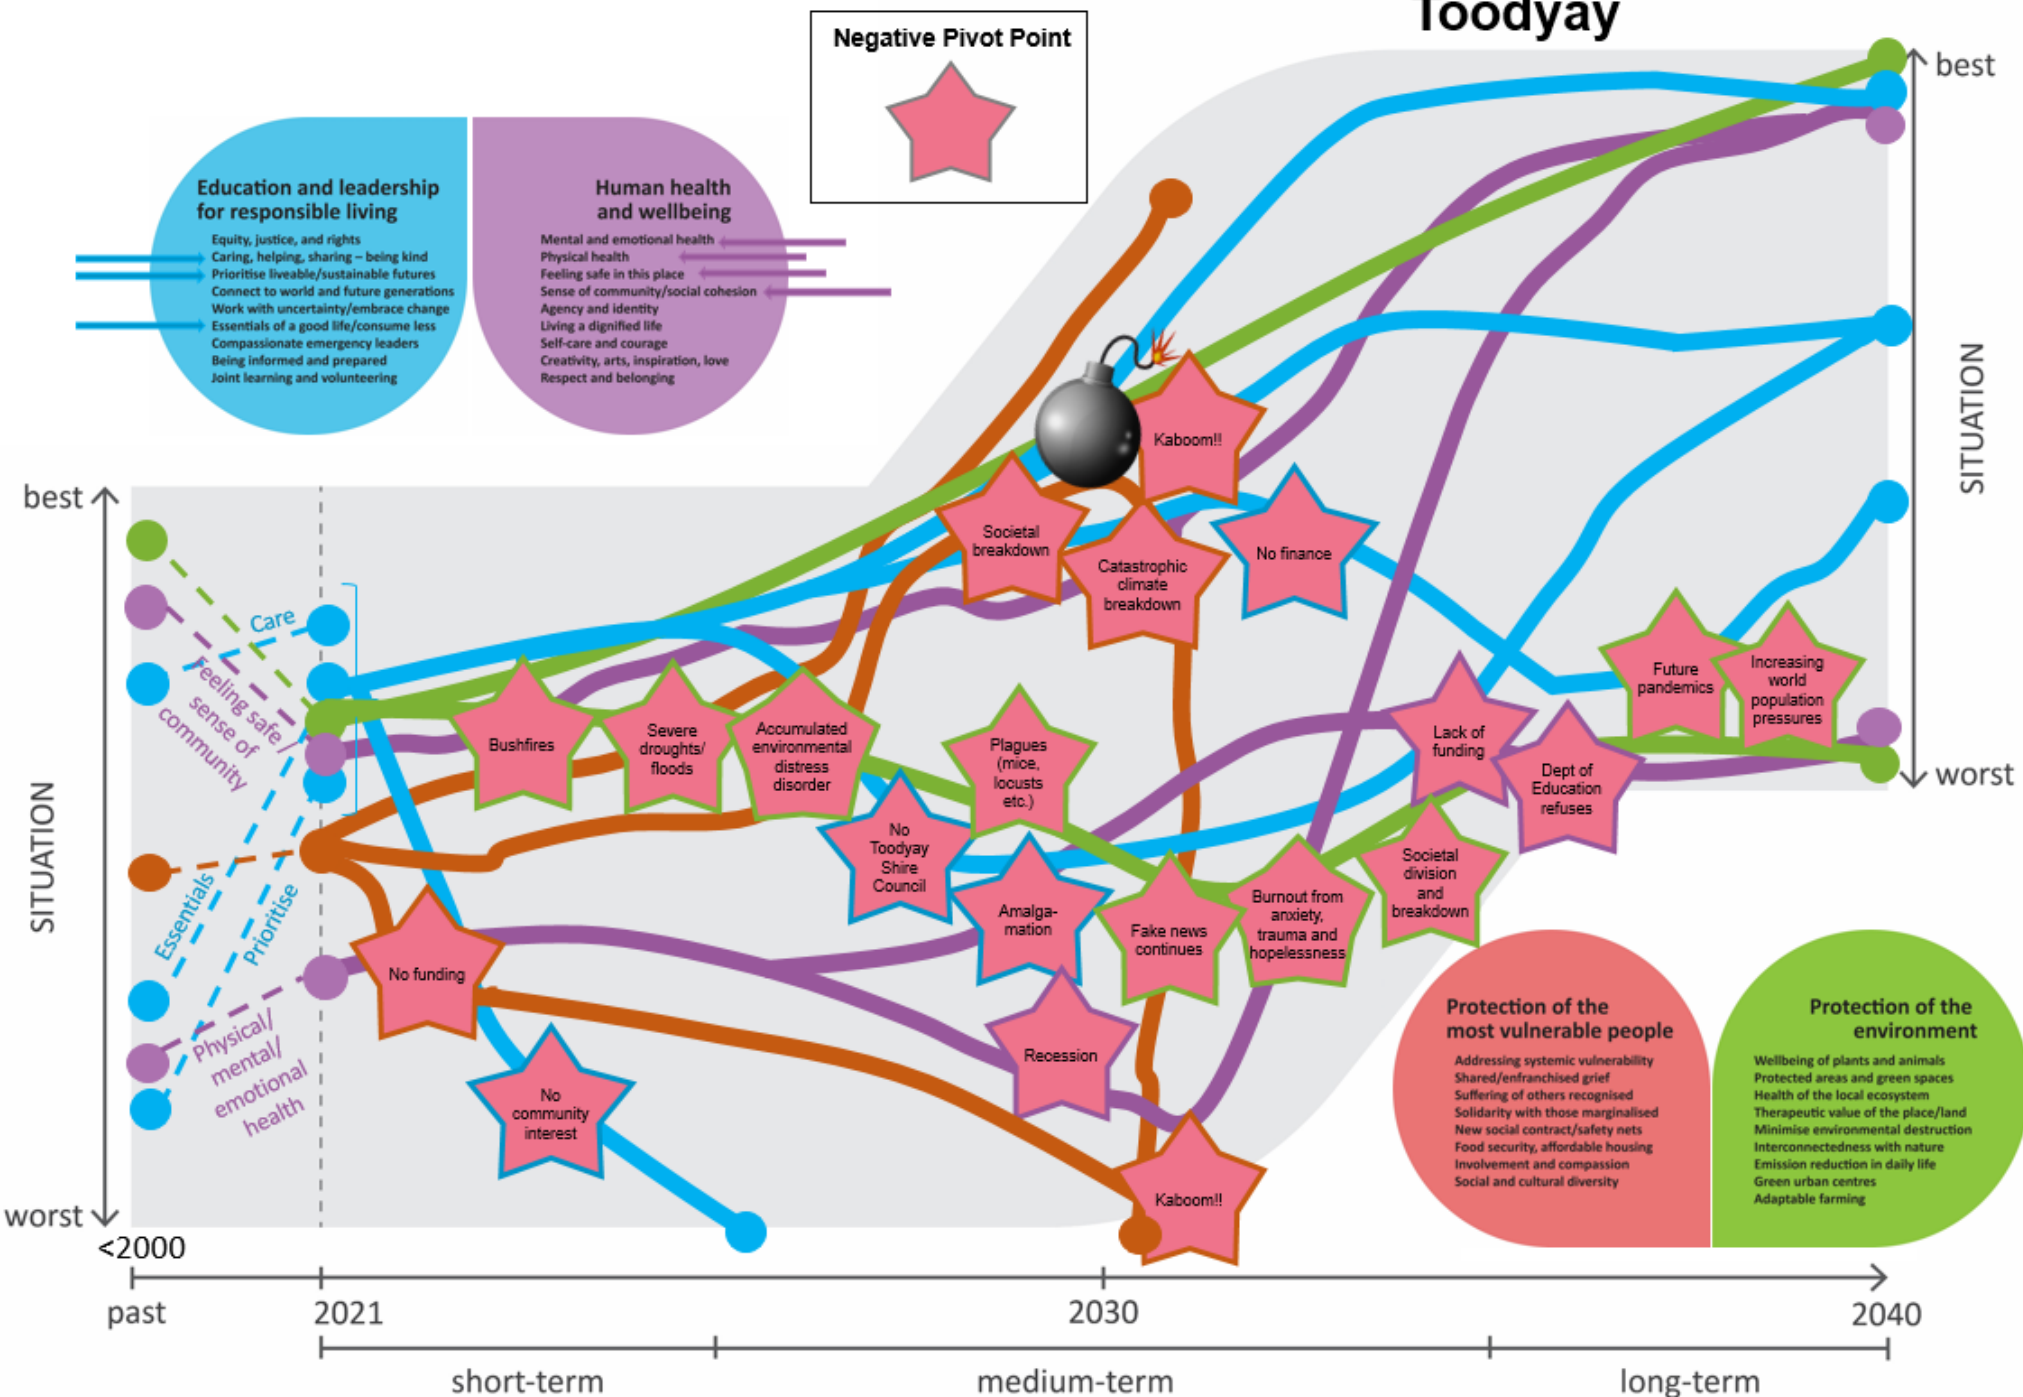 Toodyay
Negative Pivot Point
best
SITUATION
worst
Education and leadership
for responsible living
Equity, justice, and rights
Caring, helping, sharing – being kind
Prioritise liveable/sustainable futures
Connect to world and future generations
Work with uncertainty/embrace change
Essentials of a good life/consume less
Compassionate emergency leaders
Being informed and prepared
Joint learning and volunteering
Human health
and wellbeing
Mental and emotional health
Physical health
Feeling safe in this place
Sense of community/social cohesion
Agency and identity
Living a dignified life
Self-care and courage
Creativity, arts, inspiration, love
Respect and belonging
best
SITUATION
worst
Care
Feeling safe /
sense of
community
Essentials
Prioritise
Physical/
mental/
emotional
health
Kaboom!!
Societal
breakdown
Catastrophic
climate
breakdown
No finance
Bushfires
Severe
droughts/
floods
Accumulated
environmental
distress
disorder
Plagues
(mice,
locusts
etc.)
Future
pandemics
Increasing
world
population
pressures
Lack of
funding
Dept of
Education
refuses
No
Toodyay
Shire
Council
Amalga-
mation
Fake news
continues
Burnout from
anxiety,
trauma and
hopelessness
Societal
division
and
breakdown
No funding
Recession
No
community
interest
Kaboom!!
Protection of the
most vulnerable people
Addressing systemic vulnerability
Shared/enfranchised grief
Suffering of others recognised
Solidarity with those marginalised
New social contract/safety nets
Food security, affordable housing
Involvement and compassion
Social and cultural diversity
Protection of the
environment
Wellbeing of plants and animals
Protected areas and green spaces
Health of the local ecosystem
Therapeutic value of the place/land
Minimise environmental destruction
Interconnectedness with nature
Emission reduction in daily life
Green urban centres
Adaptable farming
<2000
past
2021
2030
2040
short-term
medium-term
long-term